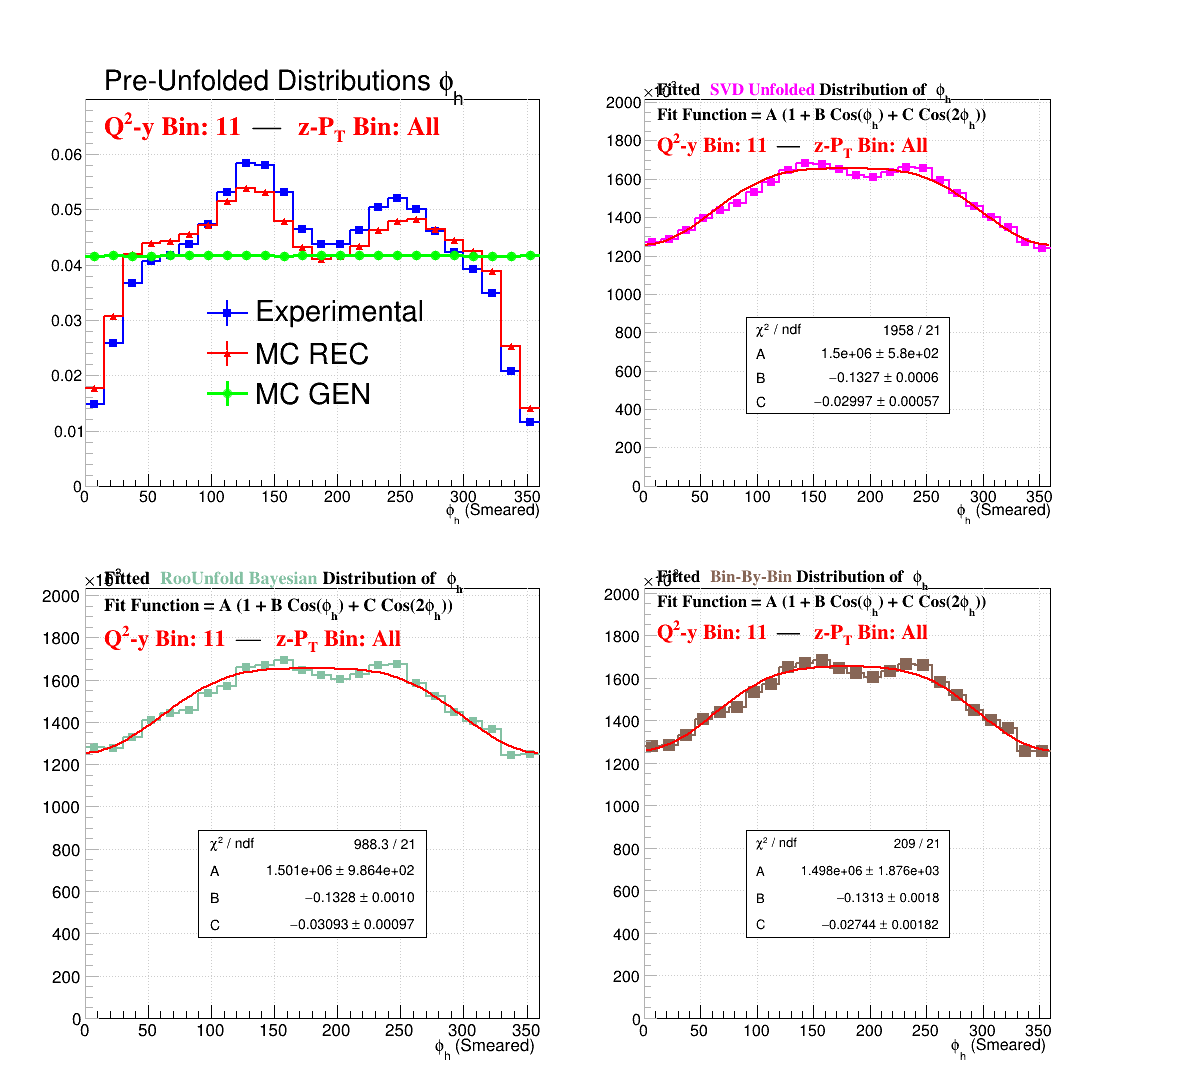 Pre-Unfolded Distributions ϕh
Q²-y Bin: 11 — z-PT Bin: All
0.06
0.05
0.04
0.03
0.02
0.01
0
Experimental
MC REC
MC GEN
0 50 100 150 200 250 300 350
ϕh (Smeared)
Fitted SVD Unfolded Distribution of ϕh
Fit Function = A (1 + B Cos(ϕh) + C Cos(2ϕh))
Q²-y Bin: 11 — z-PT Bin: All
2000
1800
1600
1400
1200
1000
800
600
400
200
0
χ² / ndf 1958 / 21
A 1.5e+06 ± 5.8e+02
B −0.1327 ± 0.0006
C −0.02997 ± 0.00057
0 50 100 150 200 250 300 350
ϕh (Smeared)
Fitted RooUnfold Bayesian Distribution of ϕh
Fit Function = A (1 + B Cos(ϕh) + C Cos(2ϕh))
Q²-y Bin: 11 — z-PT Bin: All
2000
1800
1600
1400
1200
1000
800
600
400
200
0
χ² / ndf 988.3 / 21
A 1.501e+06 ± 9.864e+02
B −0.1328 ± 0.0010
C −0.03093 ± 0.00097
0 50 100 150 200 250 300 350
ϕh (Smeared)
Fitted Bin-By-Bin Distribution of ϕh
Fit Function = A (1 + B Cos(ϕh) + C Cos(2ϕh))
Q²-y Bin: 11 — z-PT Bin: All
2000
1800
1600
1400
1200
1000
800
600
400
200
0
χ² / ndf 209 / 21
A 1.498e+06 ± 1.876e+03
B −0.1313 ± 0.0018
C −0.02744 ± 0.00182
0 50 100 150 200 250 300 350
ϕh (Smeared)